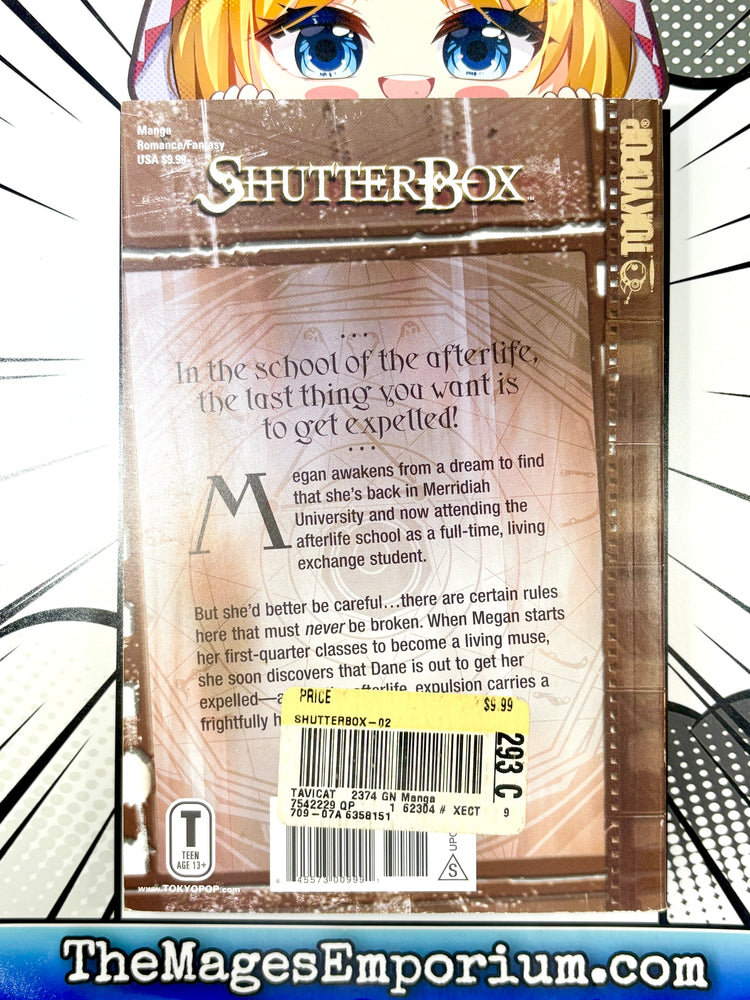 Manga
Romance/Fantasy
USA $9.99
SHUTTERBOX™
TOKYOPOP®
In the school of the afterlife,
the last thing you want is
to get expelled!
Megan awakens from a dream to find
that she's back in Merridiah
University and now attending the
afterlife school as a full-time, living
exchange student.
But she'd better be careful...there are certain rules
here that must never be broken. When Megan starts
her first-quarter classes to become a living muse,
she soon discovers that Dane is out to get her
expelled—a afterlife expulsion carries a
frightfully
PRICE $9.99
SHUTTERBOX-02
293 C
TAVICAT 2374 GN Manga
7542229 QP 1 62304 # XECT 9
709-07A 6358151
T
TEEN
AGE 13+
UPC
S
45573 00999 1
www.TOKYOPOP.com
TheMagesEmporium.com